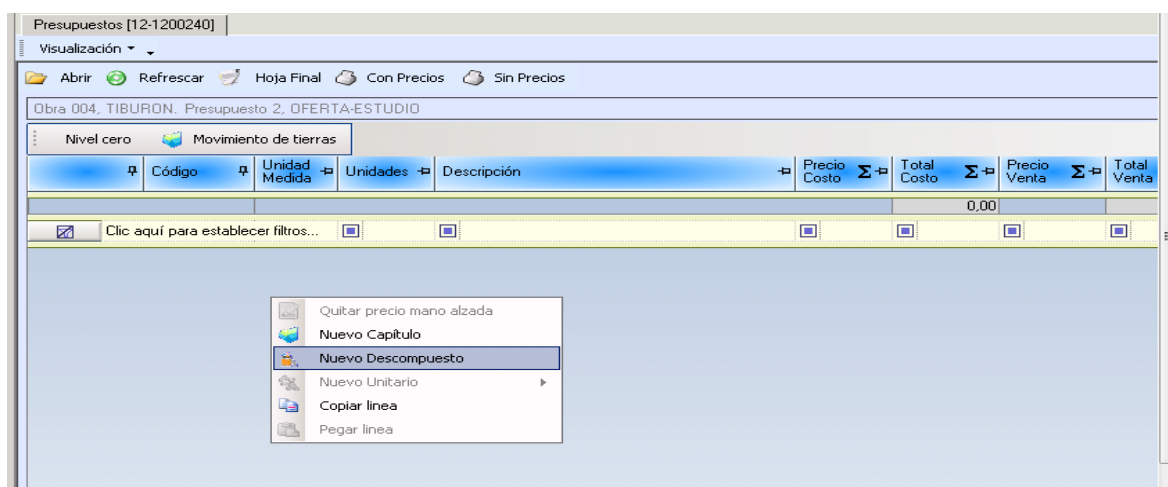 Presupuestos [12-1200240]
Visualización
Abrir Refrescar Hoja Final Con Precios Sin Precios
Obra 004, TIBURON. Presupuesto 2, OFERTA-ESTUDIO
Nivel cero Movimiento de tierras
Código Unidad Medida Unidades Descripción Precio Costo Σ Total Costo Σ Precio Venta Σ Total Venta
0,00
Clic aquí para establecer filtros...
Quitar precio mano alzada
Nuevo Capítulo
Nuevo Descompuesto
Nuevo Unitario
Copiar linea
Pegar linea